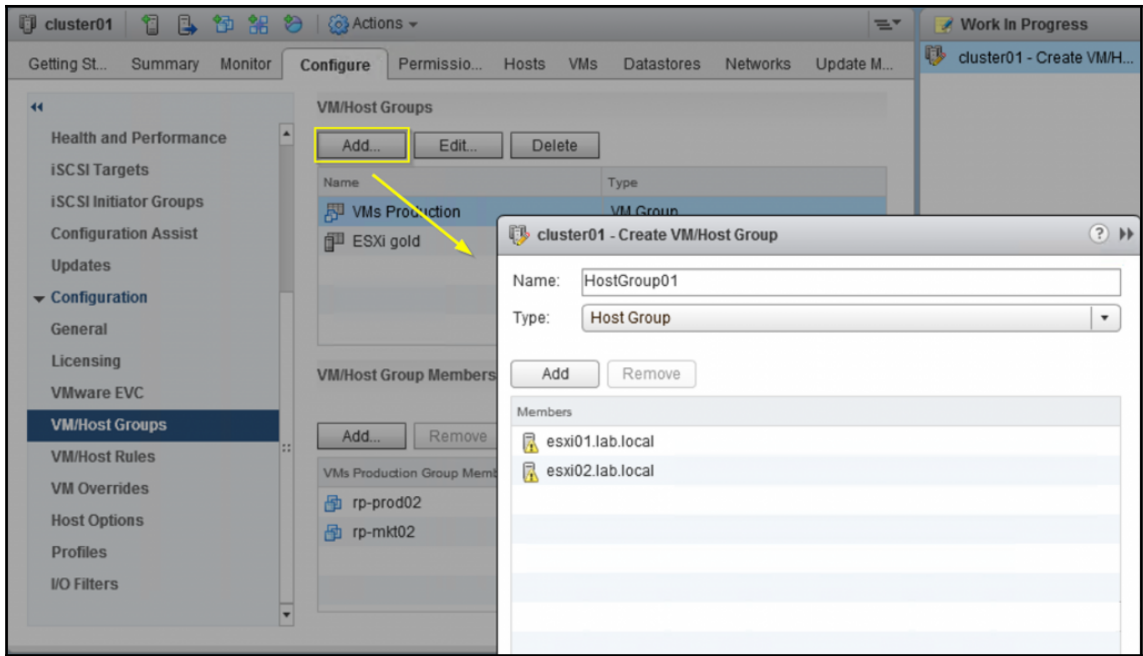 cluster01
Actions
Work In Progress
Getting St... Summary Monitor Configure Permissio... Hosts VMs Datastores Networks Update M...
cluster01 - Create VM/H...
Health and Performance
iSCSI Targets
iSCSI Initiator Groups
Configuration Assist
Updates
Configuration
General
Licensing
VMware EVC
VM/Host Groups
VM/Host Rules
VM Overrides
Host Options
Profiles
I/O Filters
VM/Host Groups
Add... Edit... Delete
Name Type
VMs Production VM Group
ESXi gold
VM/Host Group Members
Add... Remove
VMs Production Group Memb
rp-prod02
rp-mkt02
cluster01 - Create VM/Host Group
Name: HostGroup01
Type: Host Group
Add Remove
Members
esxi01.lab.local
esxi02.lab.local